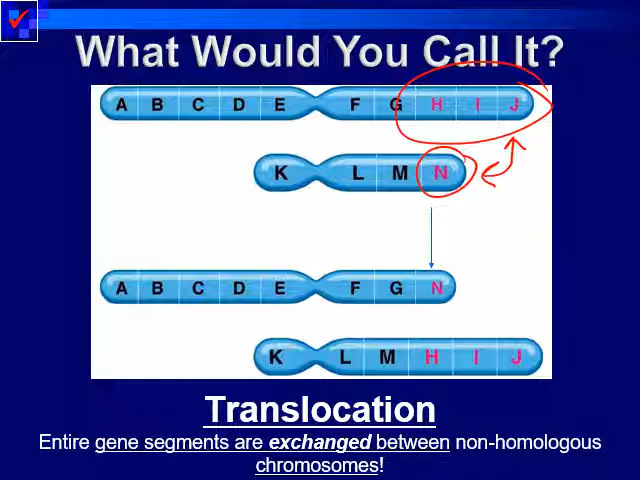 What Would You Call It?
A B C D E F G H I J
K L M N
A B C D E F G N
K L M H I J
Translocation
Entire gene segments are exchanged between non-homologous
chromosomes!